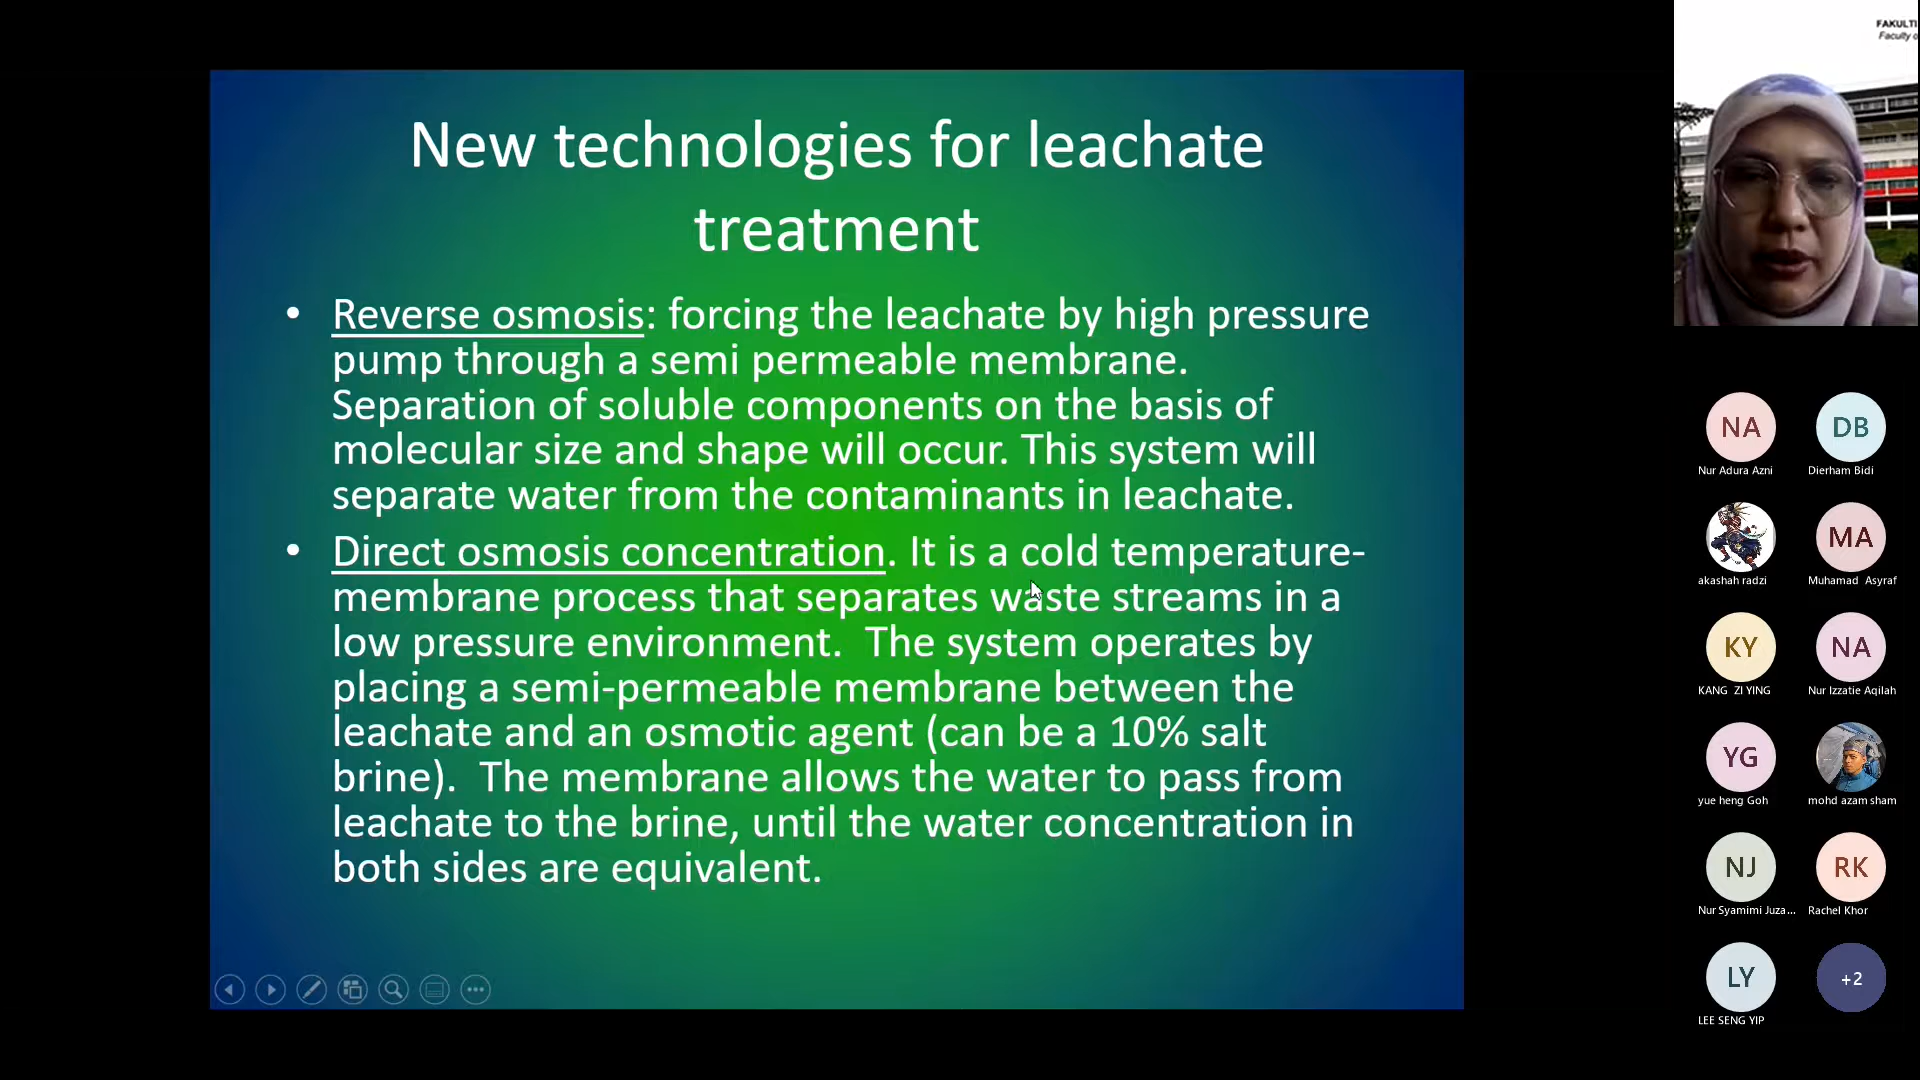 New technologies for leachate
treatment
• Reverse osmosis: forcing the leachate by high pressure
pump through a semi permeable membrane.
Separation of soluble components on the basis of
molecular size and shape will occur. This system will
separate water from the contaminants in leachate.
• Direct osmosis concentration. It is a cold temperature-
membrane process that separates waste streams in a
low pressure environment.  The system operates by
placing a semi-permeable membrane between the
leachate and an osmotic agent (can be a 10% salt
brine).  The membrane allows the water to pass from
leachate to the brine, until the water concentration in
both sides are equivalent.
FAKULTI
Faculty o
NA
DB
Nur Adura Azni
Dierham Bidi
MA
akashah radzi
Muhamad Asyraf
KY
NA
KANG ZI YING
Nur Izzatie Aqilah
YG
yue heng Goh
mohd azam sham
NJ
RK
Nur Syamimi Juza...
Rachel Khor
LY
+2
LEE SENG YIP